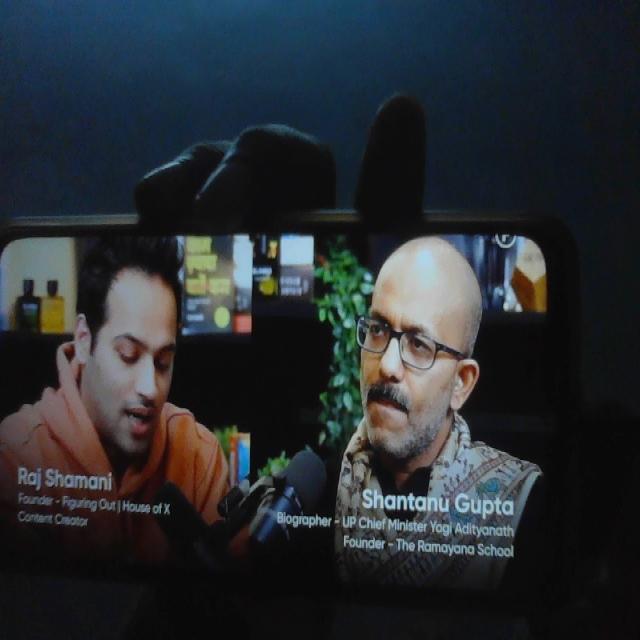 Raj Shamani
Founder - Figuring Out | House of X
Content Creator
Shantanu Gupta
Biographer - UP Chief Minister Yogi Adityanath
Founder - The Ramayana School